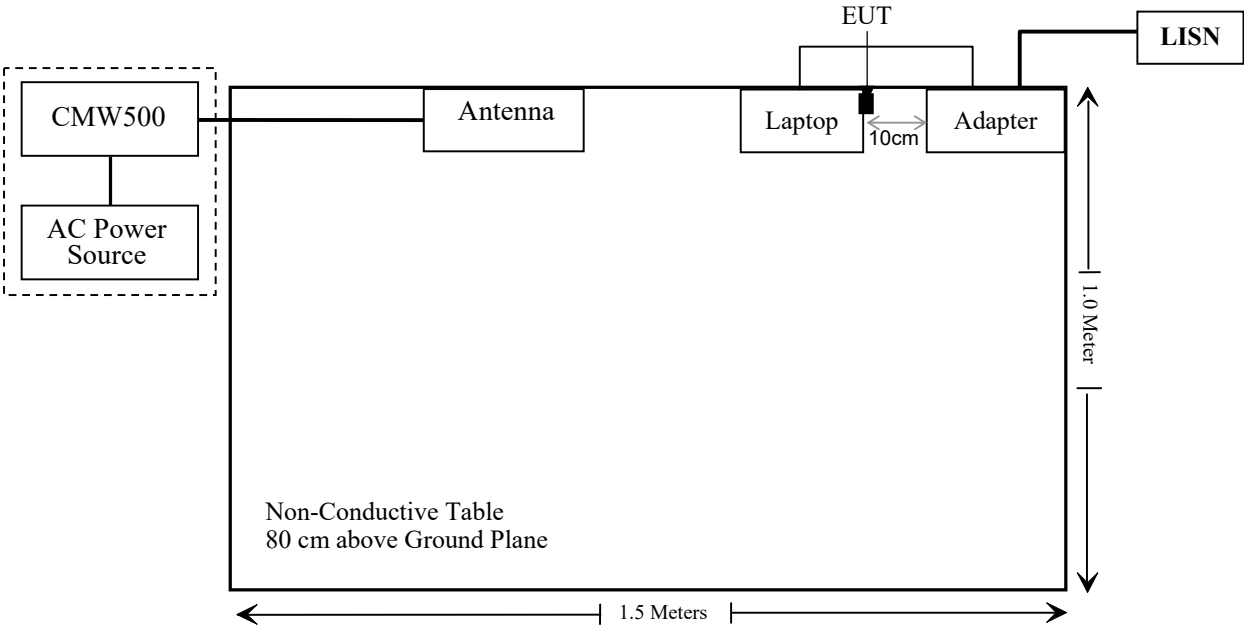 EUT
LISN
CMW500
Antenna
Laptop
Adapter
10cm
AC Power
Source
1.0 Meter
Non-Conductive Table
80 cm above Ground Plane
1.5 Meters